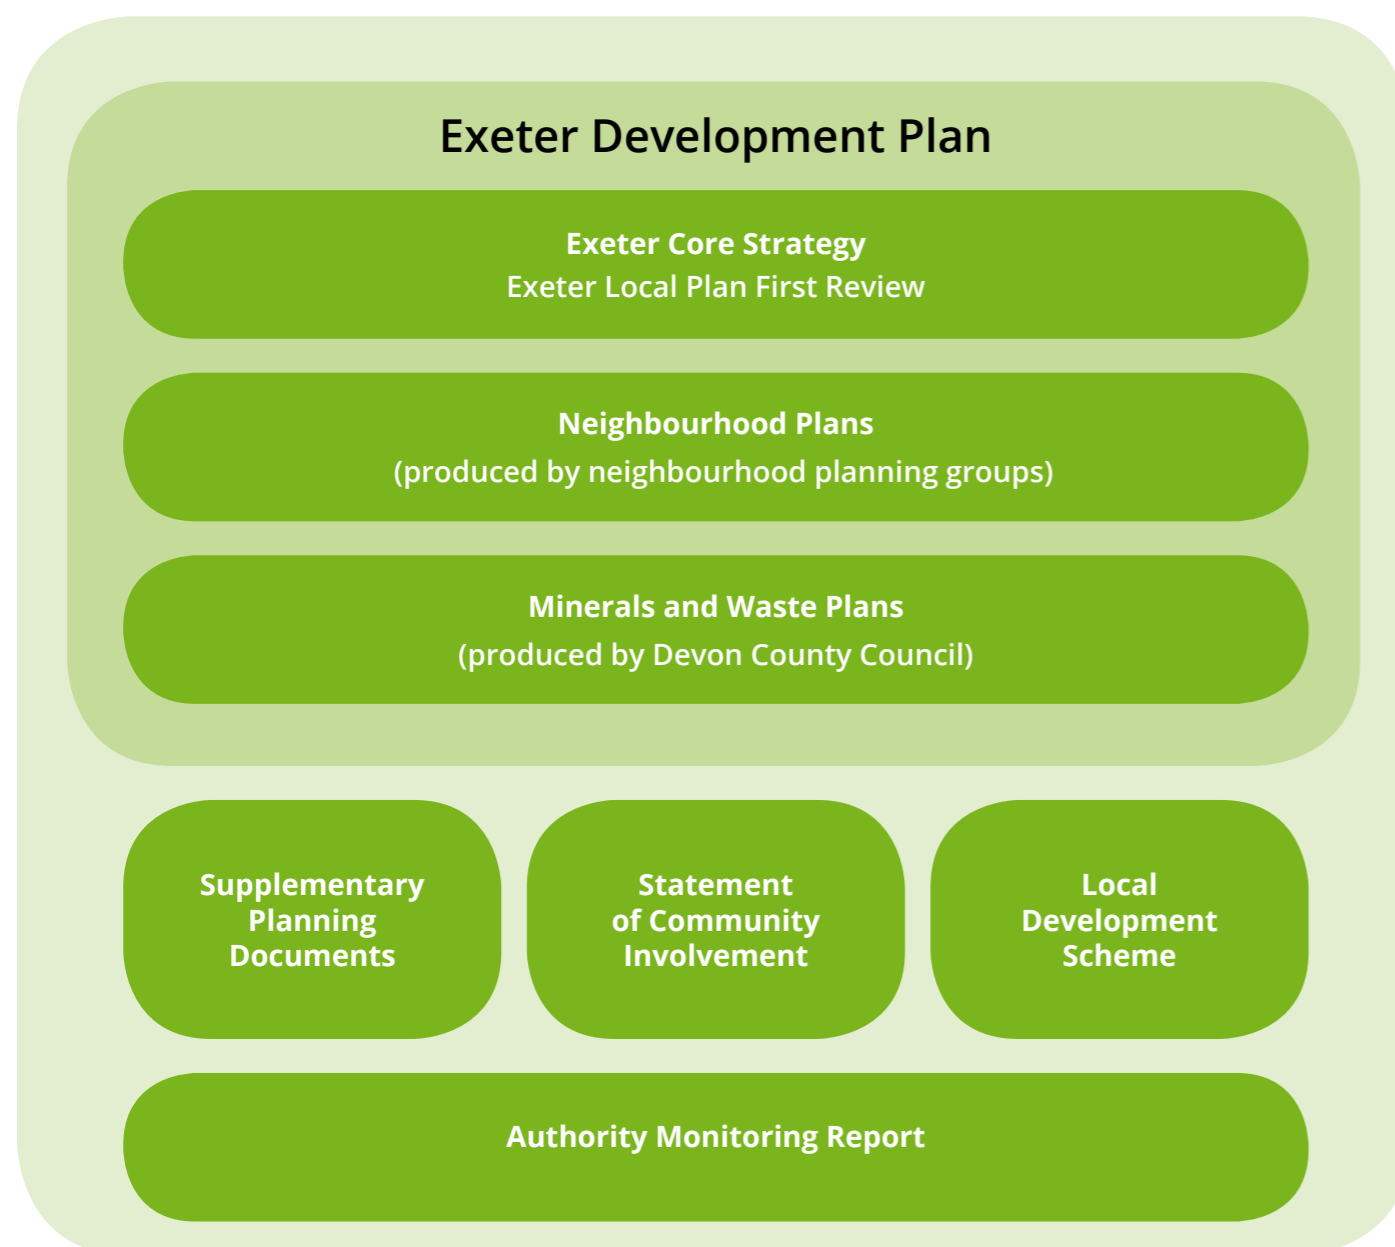 Exeter Development Plan
Exeter Core Strategy
Exeter Local Plan First Review
Neighbourhood Plans
(produced by neighbourhood planning groups)
Minerals and Waste Plans
(produced by Devon County Council)
Supplementary
Planning
Documents
Statement
of Community
Involvement
Local
Development
Scheme
Authority Monitoring Report